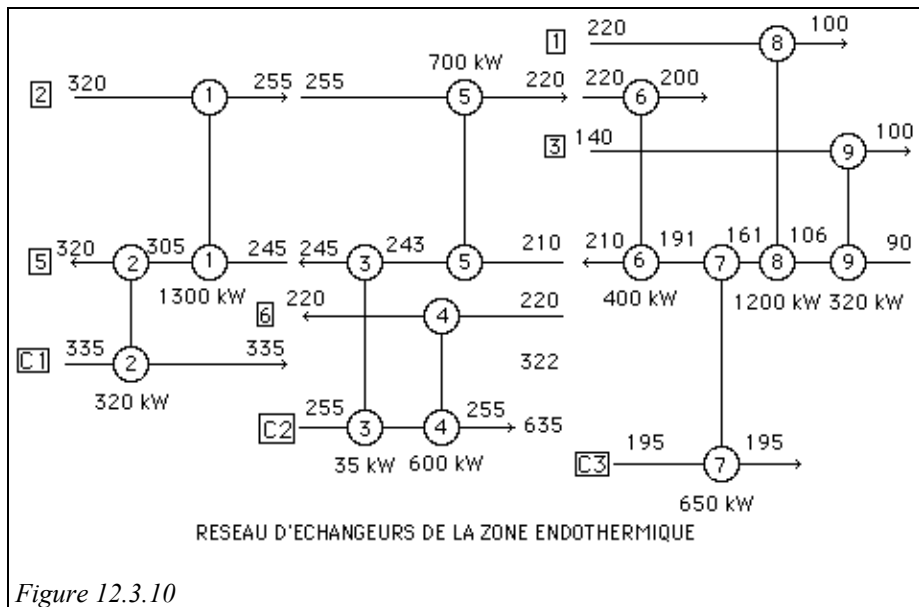 1 220 8 100
700 kW
2 320 1 255 255 5 220 220 6 200
3 140 9 100
5 320 2 305 1 245 245 3 243 5 210 210 6 191 7 161 8 106 9 90
1300 kW 400 kW 1200 kW 320 kW
6 220 4 220
C1 335 2 335 322
320 kW
C2 255 3 4 255 635
35 kW 600 kW
C3 195 7 195
650 kW
RESEAU D'ECHANGEURS DE LA ZONE ENDOTHERMIQUE
Figure 12.3.10